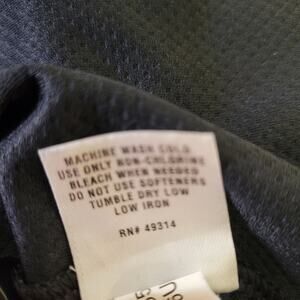 MACHINE WASH COLD
USE ONLY NON-CHLORINE
BLEACH WHEN NEEDED
DO NOT USE SOFTENERS
TUMBLE DRY LOW
LOW IRON
RN# 49314